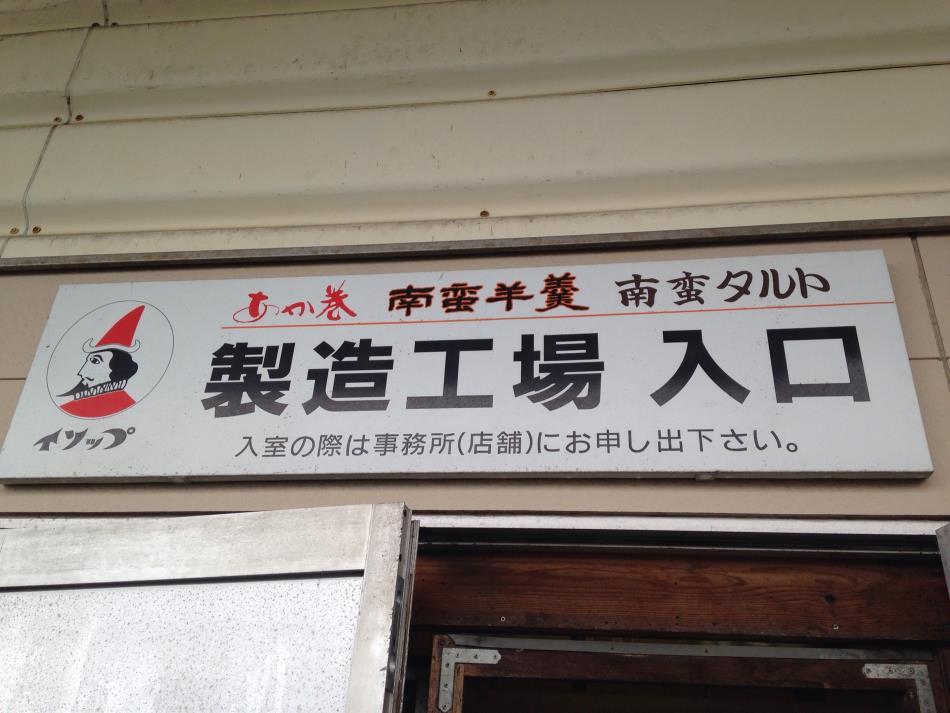 あか巻 南蛮羊羹 南蛮タルト
製造工場 入口
イソップ
入室の際は事務所(店舗)にお申し出下さい。